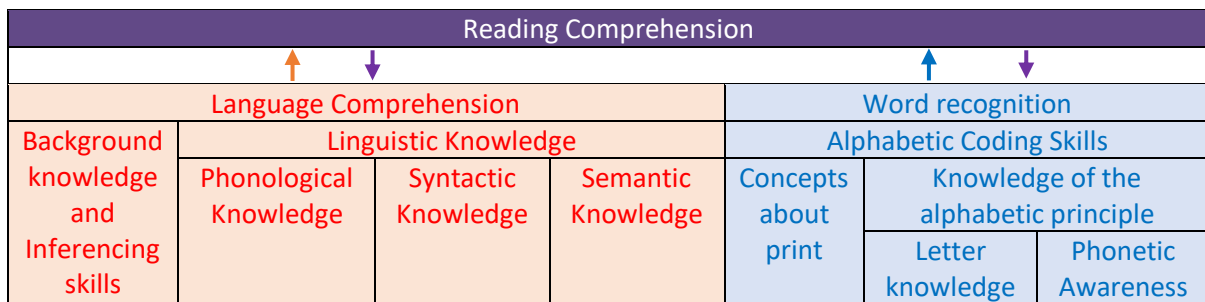 Reading Comprehension
Language Comprehension
Word recognition
Background
knowledge
and
Inferencing
skills
Linguistic Knowledge
Alphabetic Coding Skills
Phonological
Knowledge
Syntactic
Knowledge
Semantic
Knowledge
Concepts
about
print
Knowledge of the
alphabetic principle
Letter
knowledge
Phonetic
Awareness